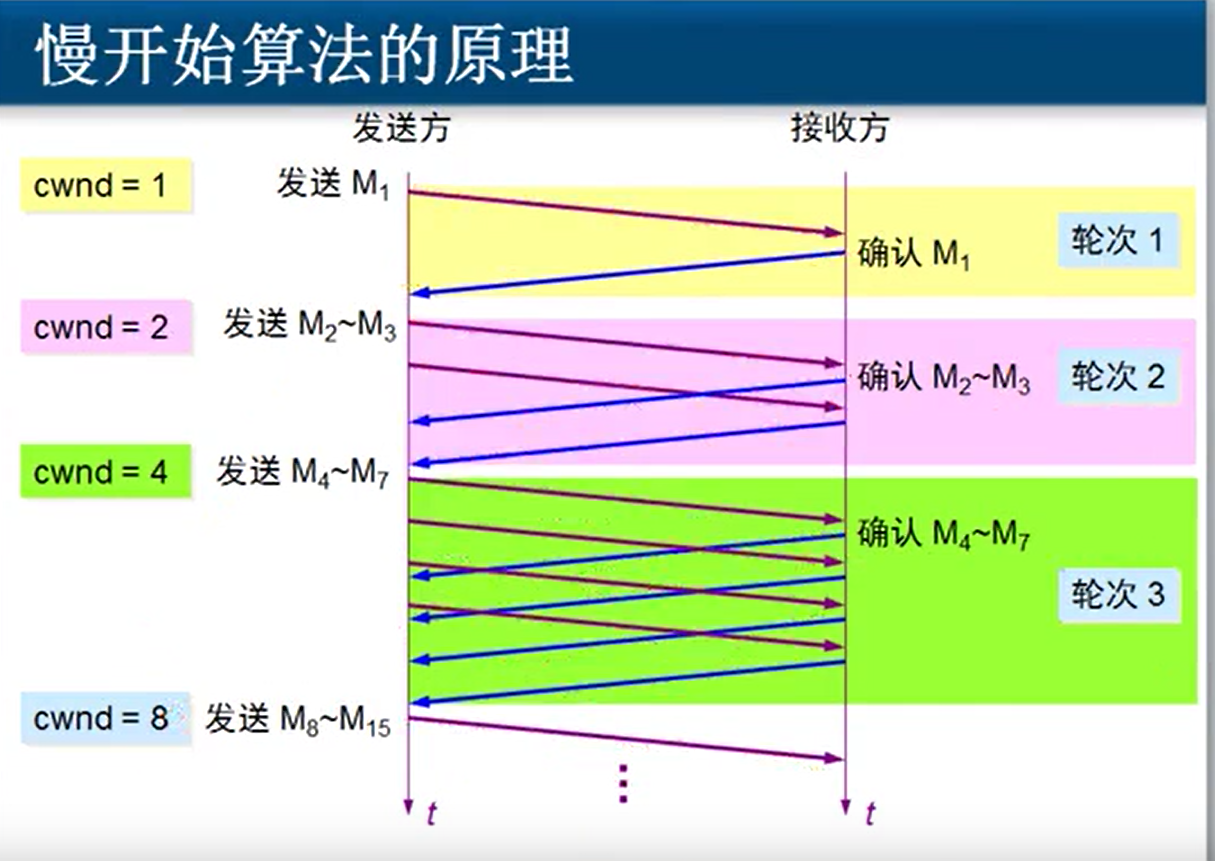 慢开始算法的原理
发送方
接收方
cwnd = 1
发送 M₁
确认 M₁
轮次 1
cwnd = 2
发送 M₂~M₃
确认 M₂~M₃
轮次 2
cwnd = 4
发送 M₄~M₇
确认 M₄~M₇
轮次 3
cwnd = 8
发送 M₈~M₁₅
t
t